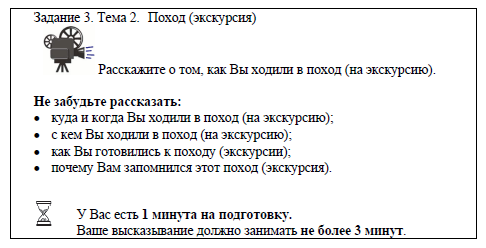 Задание 3. Тема 2. Поход (экскурсия)
Расскажите о том, как Вы ходили в поход (на экскурсию).
Не забудьте рассказать:
• куда и когда Вы ходили в поход (на экскурсию);
• с кем Вы ходили в поход (на экскурсию);
• как Вы готовились к походу (экскурсии);
• почему Вам запомнился этот поход (экскурсия).
У Вас есть 1 минута на подготовку.
Ваше высказывание должно занимать не более 3 минут.